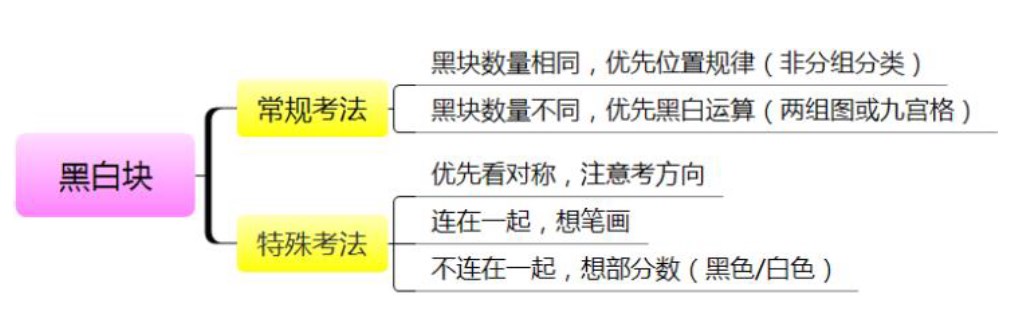 黑白块
常规考法
黑块数量相同，优先位置规律（非分组分类）
黑块数量不同，优先黑白运算（两组图或九宫格）
特殊考法
优先看对称，注意考方向
连在一起，想笔画
不连在一起，想部分数（黑色/白色）